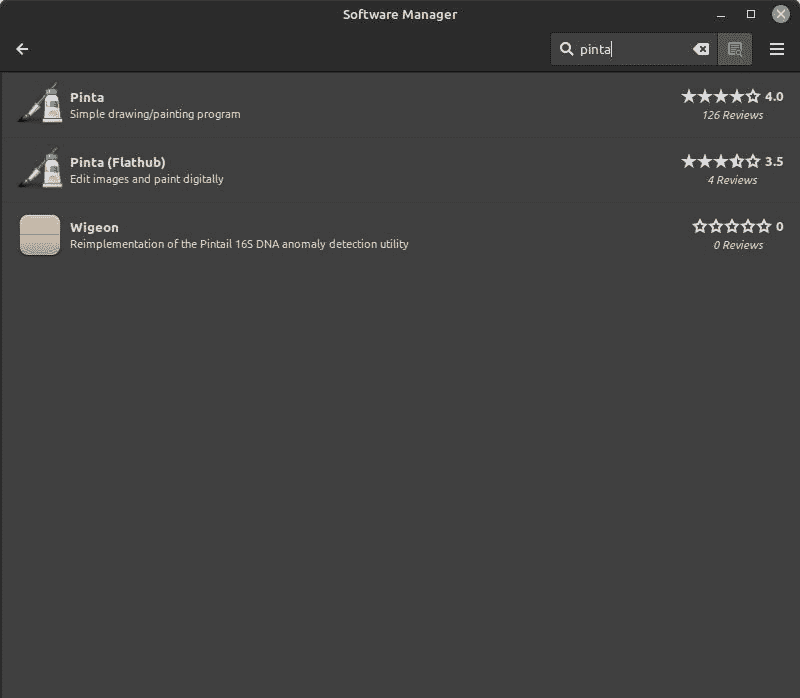 Software Manager
pinta
Pinta
4.0
Simple drawing/painting program
126 Reviews
Pinta (Flathub)
3.5
Edit images and paint digitally
4 Reviews
Wigeon
0
Reimplementation of the Pintail 16S DNA anomaly detection utility
0 Reviews